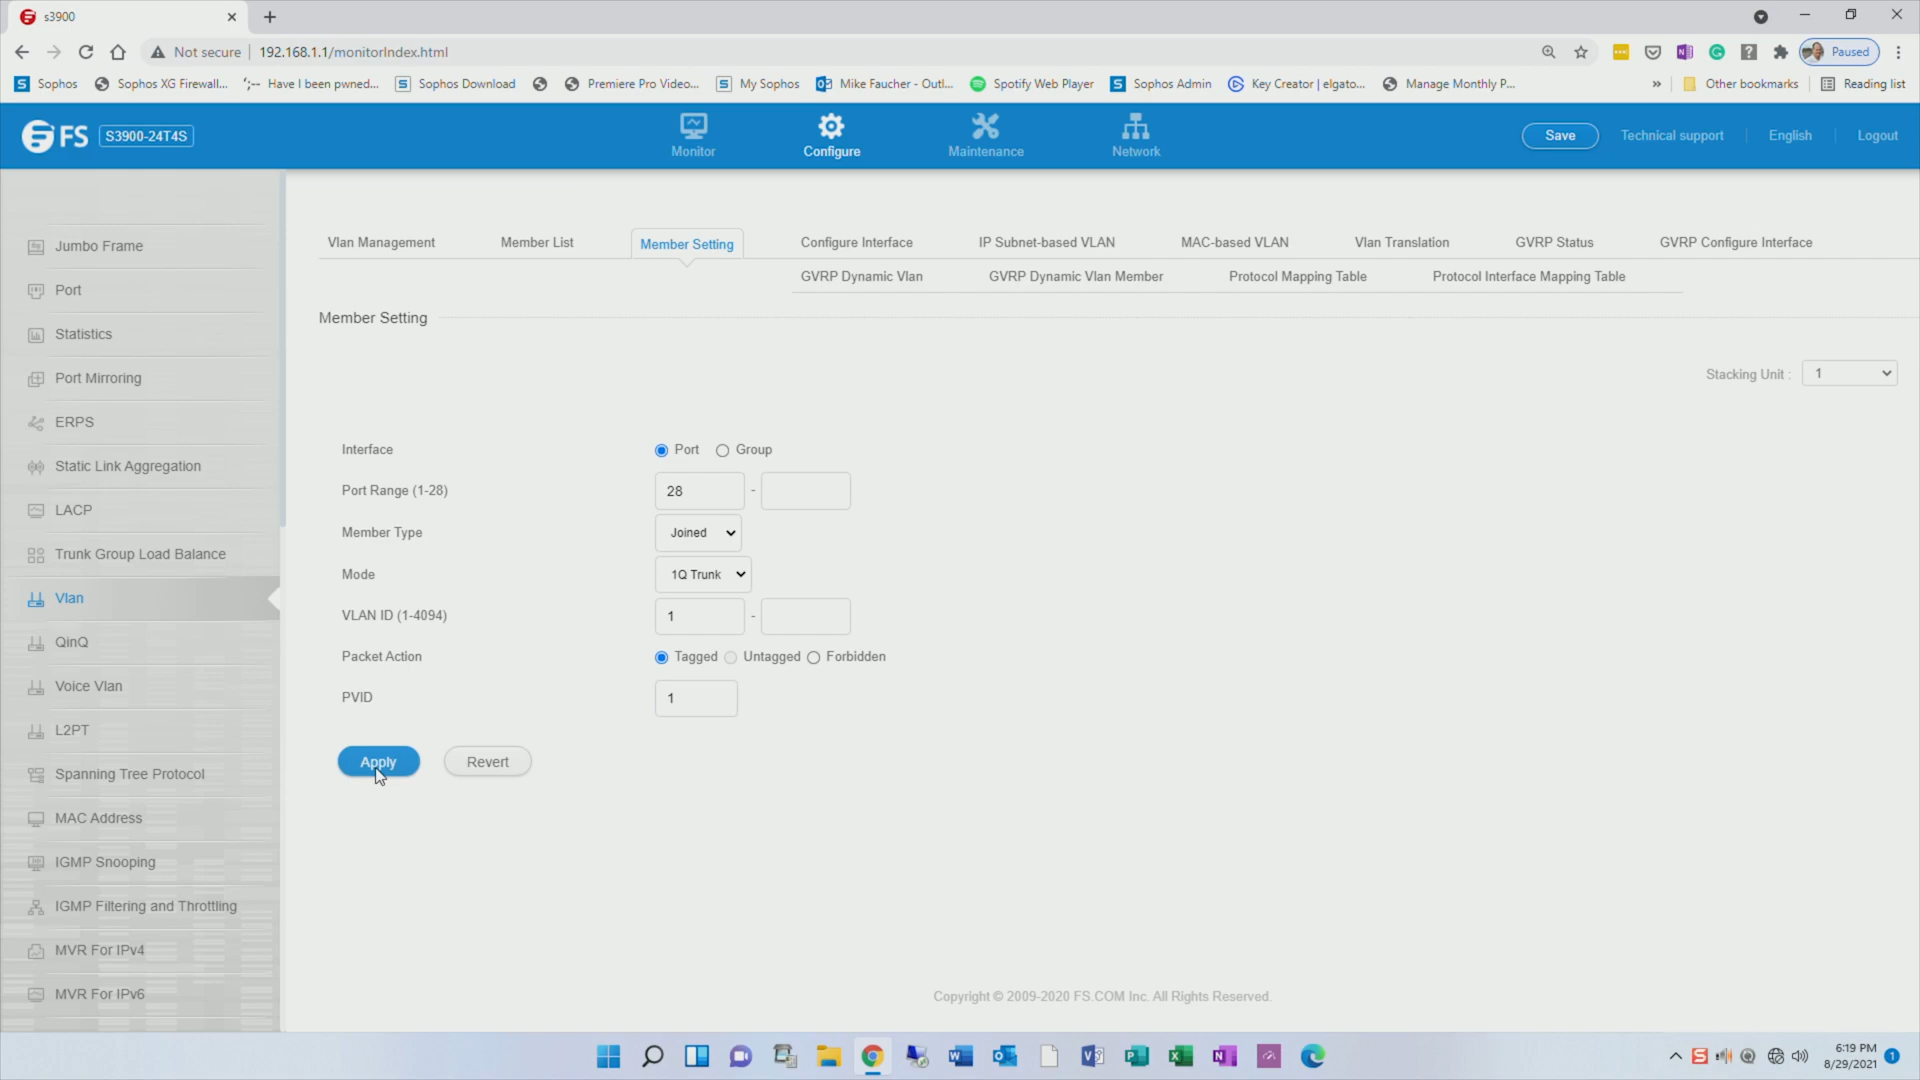 s3900
Not secure
192.168.1.1/monitorIndex.html
Paused
Sophos
Sophos XG Firewall...
Have I been pwned...
Sophos Download
Premiere Pro Video...
My Sophos
Mike Faucher - Outl...
Spotify Web Player
Sophos Admin
Key Creator | elgato...
Manage Monthly P...
»
Other bookmarks
Reading list
FS
S3900-24T4S
Monitor
Configure
Maintenance
Network
Save
Technical support
English
Logout
Jumbo Frame
Port
Statistics
Port Mirroring
ERPS
Static Link Aggregation
LACP
Trunk Group Load Balance
Vlan
QinQ
Voice Vlan
L2PT
Spanning Tree Protocol
MAC Address
IGMP Snooping
IGMP Filtering and Throttling
MVR For IPv4
MVR For IPv6
Vlan Management
Member List
Member Setting
Configure Interface
IP Subnet-based VLAN
MAC-based VLAN
Vlan Translation
GVRP Status
GVRP Configure Interface
GVRP Dynamic Vlan
GVRP Dynamic Vlan Member
Protocol Mapping Table
Protocol Interface Mapping Table
Member Setting
Stacking Unit : 1
Interface Port Group
Port Range (1-28) 28 -
Member Type Joined
Mode 1Q Trunk
VLAN ID (1-4094) 1 -
Packet Action Tagged Untagged Forbidden
PVID 1
Apply
Revert
Copyright © 2009-2020 FS.COM Inc. All Rights Reserved.
6:19 PM
8/29/2021
1